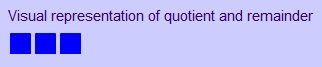 Visual representation of quotient and remainder